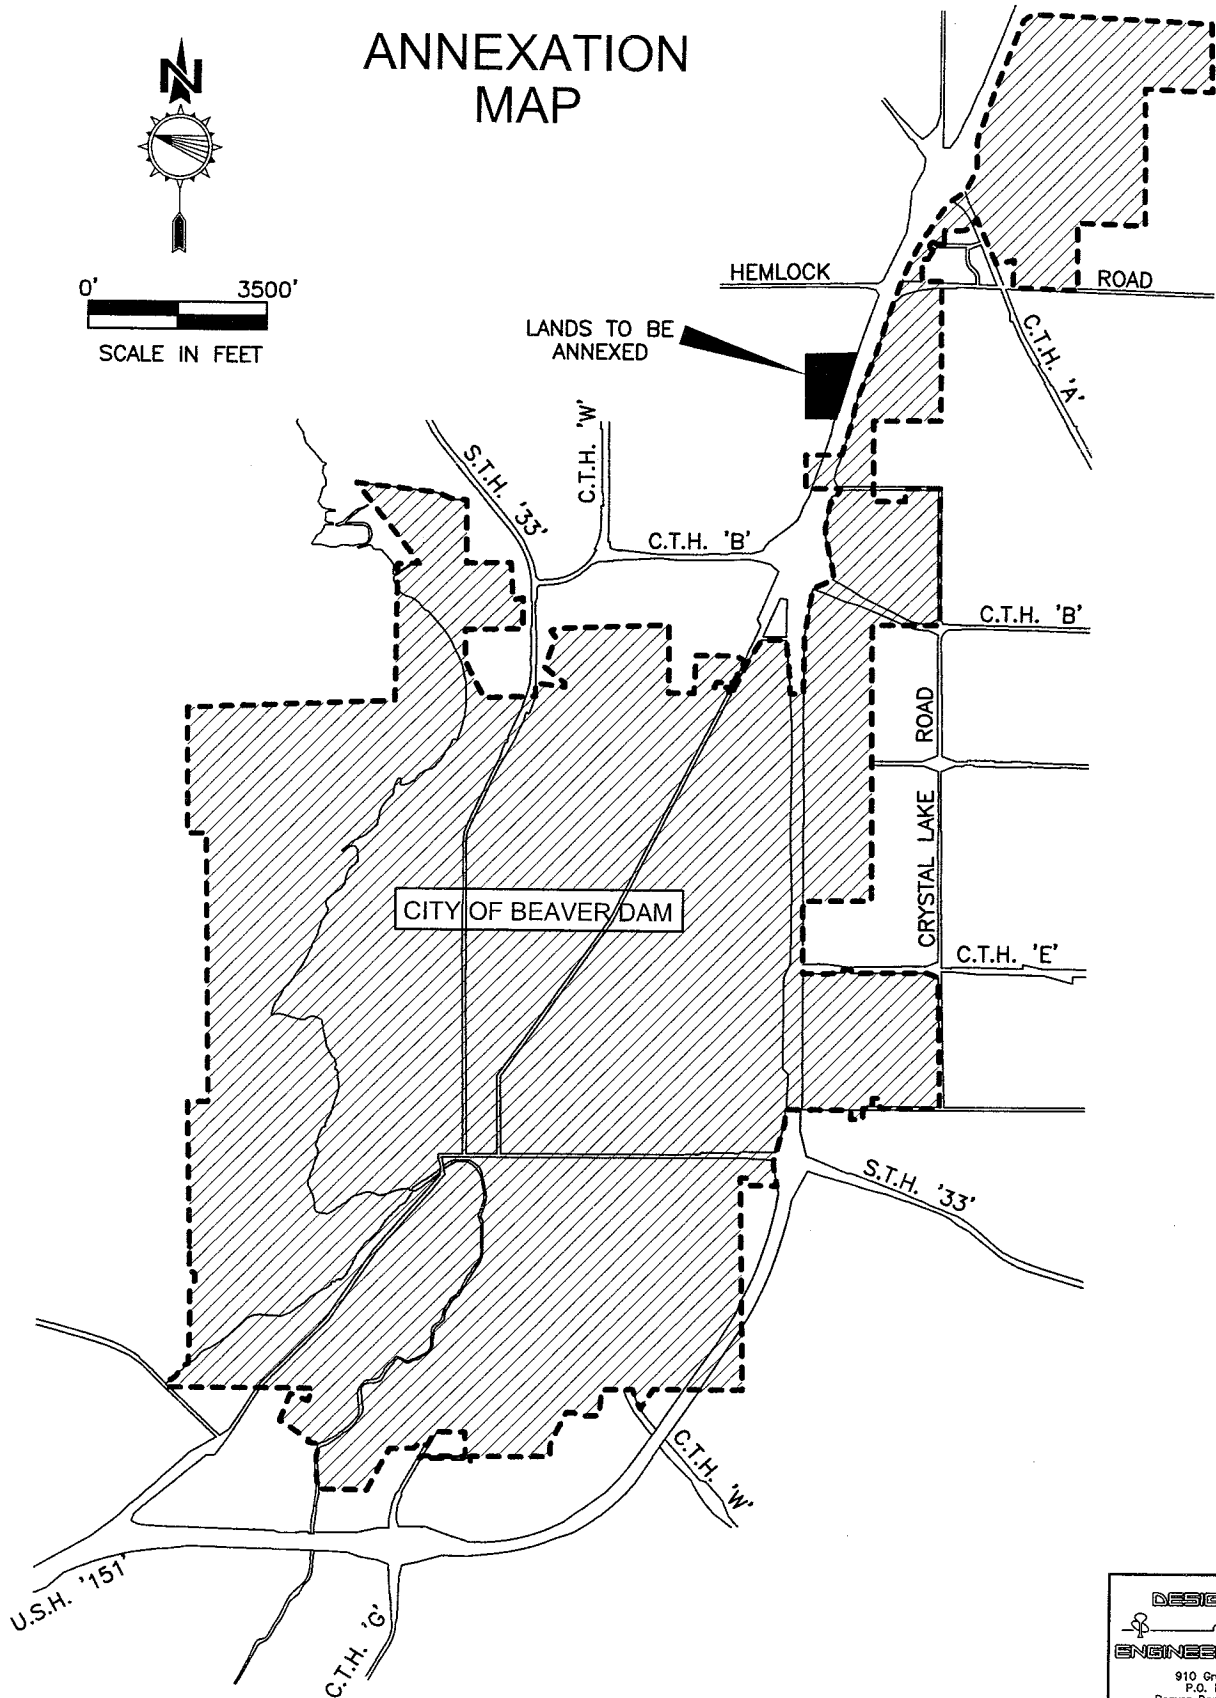 ANNEXATION
MAP
N
0' 3500'
SCALE IN FEET
HEMLOCK
ROAD
LANDS TO BE
ANNEXED
C.T.H. 'A'
S.T.H. '33'
C.T.H. 'W'
C.T.H. 'B'
C.T.H. 'B'
ROAD
CRYSTAL LAKE
CITY OF BEAVER DAM
C.T.H. 'E'
S.T.H. '33'
C.T.H. 'W'
U.S.H. '151'
C.T.H. 'G'
910
P.O.